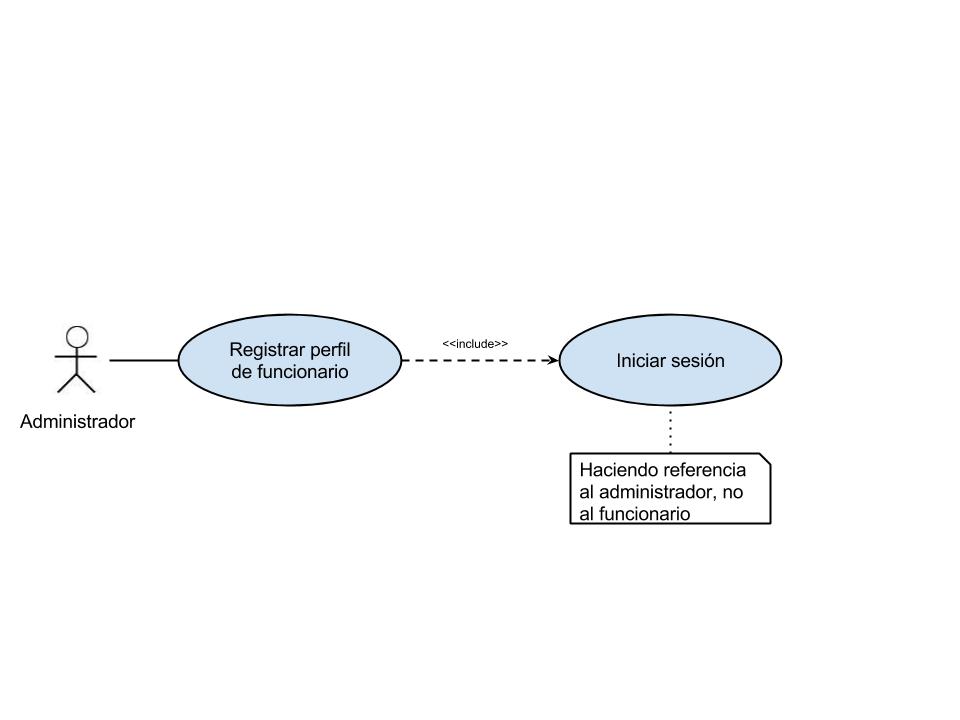 Registrar perfil
de funcionario
<<include>>
Iniciar sesión
Administrador
Haciendo referencia
al administrador, no
al funcionario